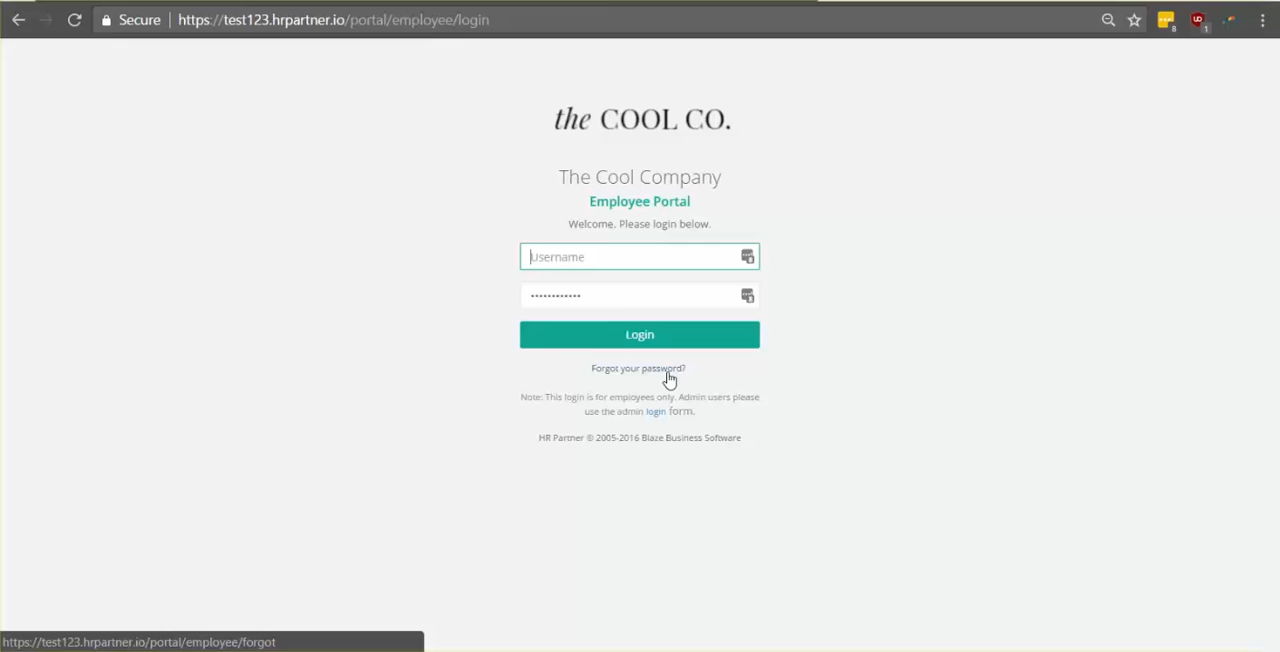 Secure https://test123.hrpartner.io/portal/employee/login
8
1
the COOL CO.
The Cool Company
Employee Portal
Welcome. Please login below.
Username
••••••••••••
Login
Forgot your password?
Note: This login is for employees only. Admin users please
use the admin login form.
HR Partner © 2005-2016 Blaze Business Software
https://test123.hrpartner.io/portal/employee/forgot